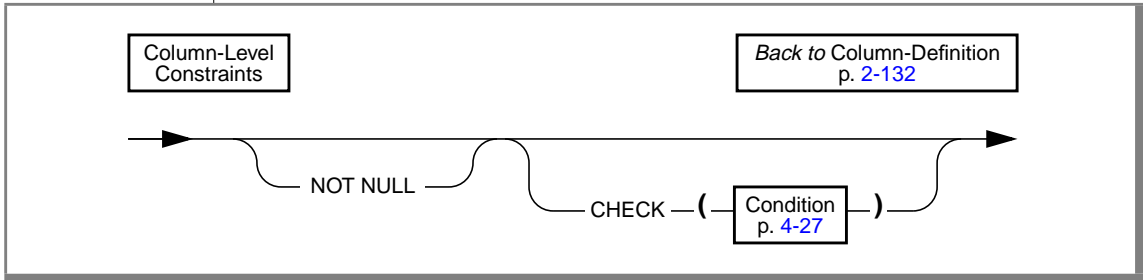 Column-Level
Constraints
Back to Column-Definition
p. 2-132
NOT NULL
CHECK ( Condition )
p. 4-27